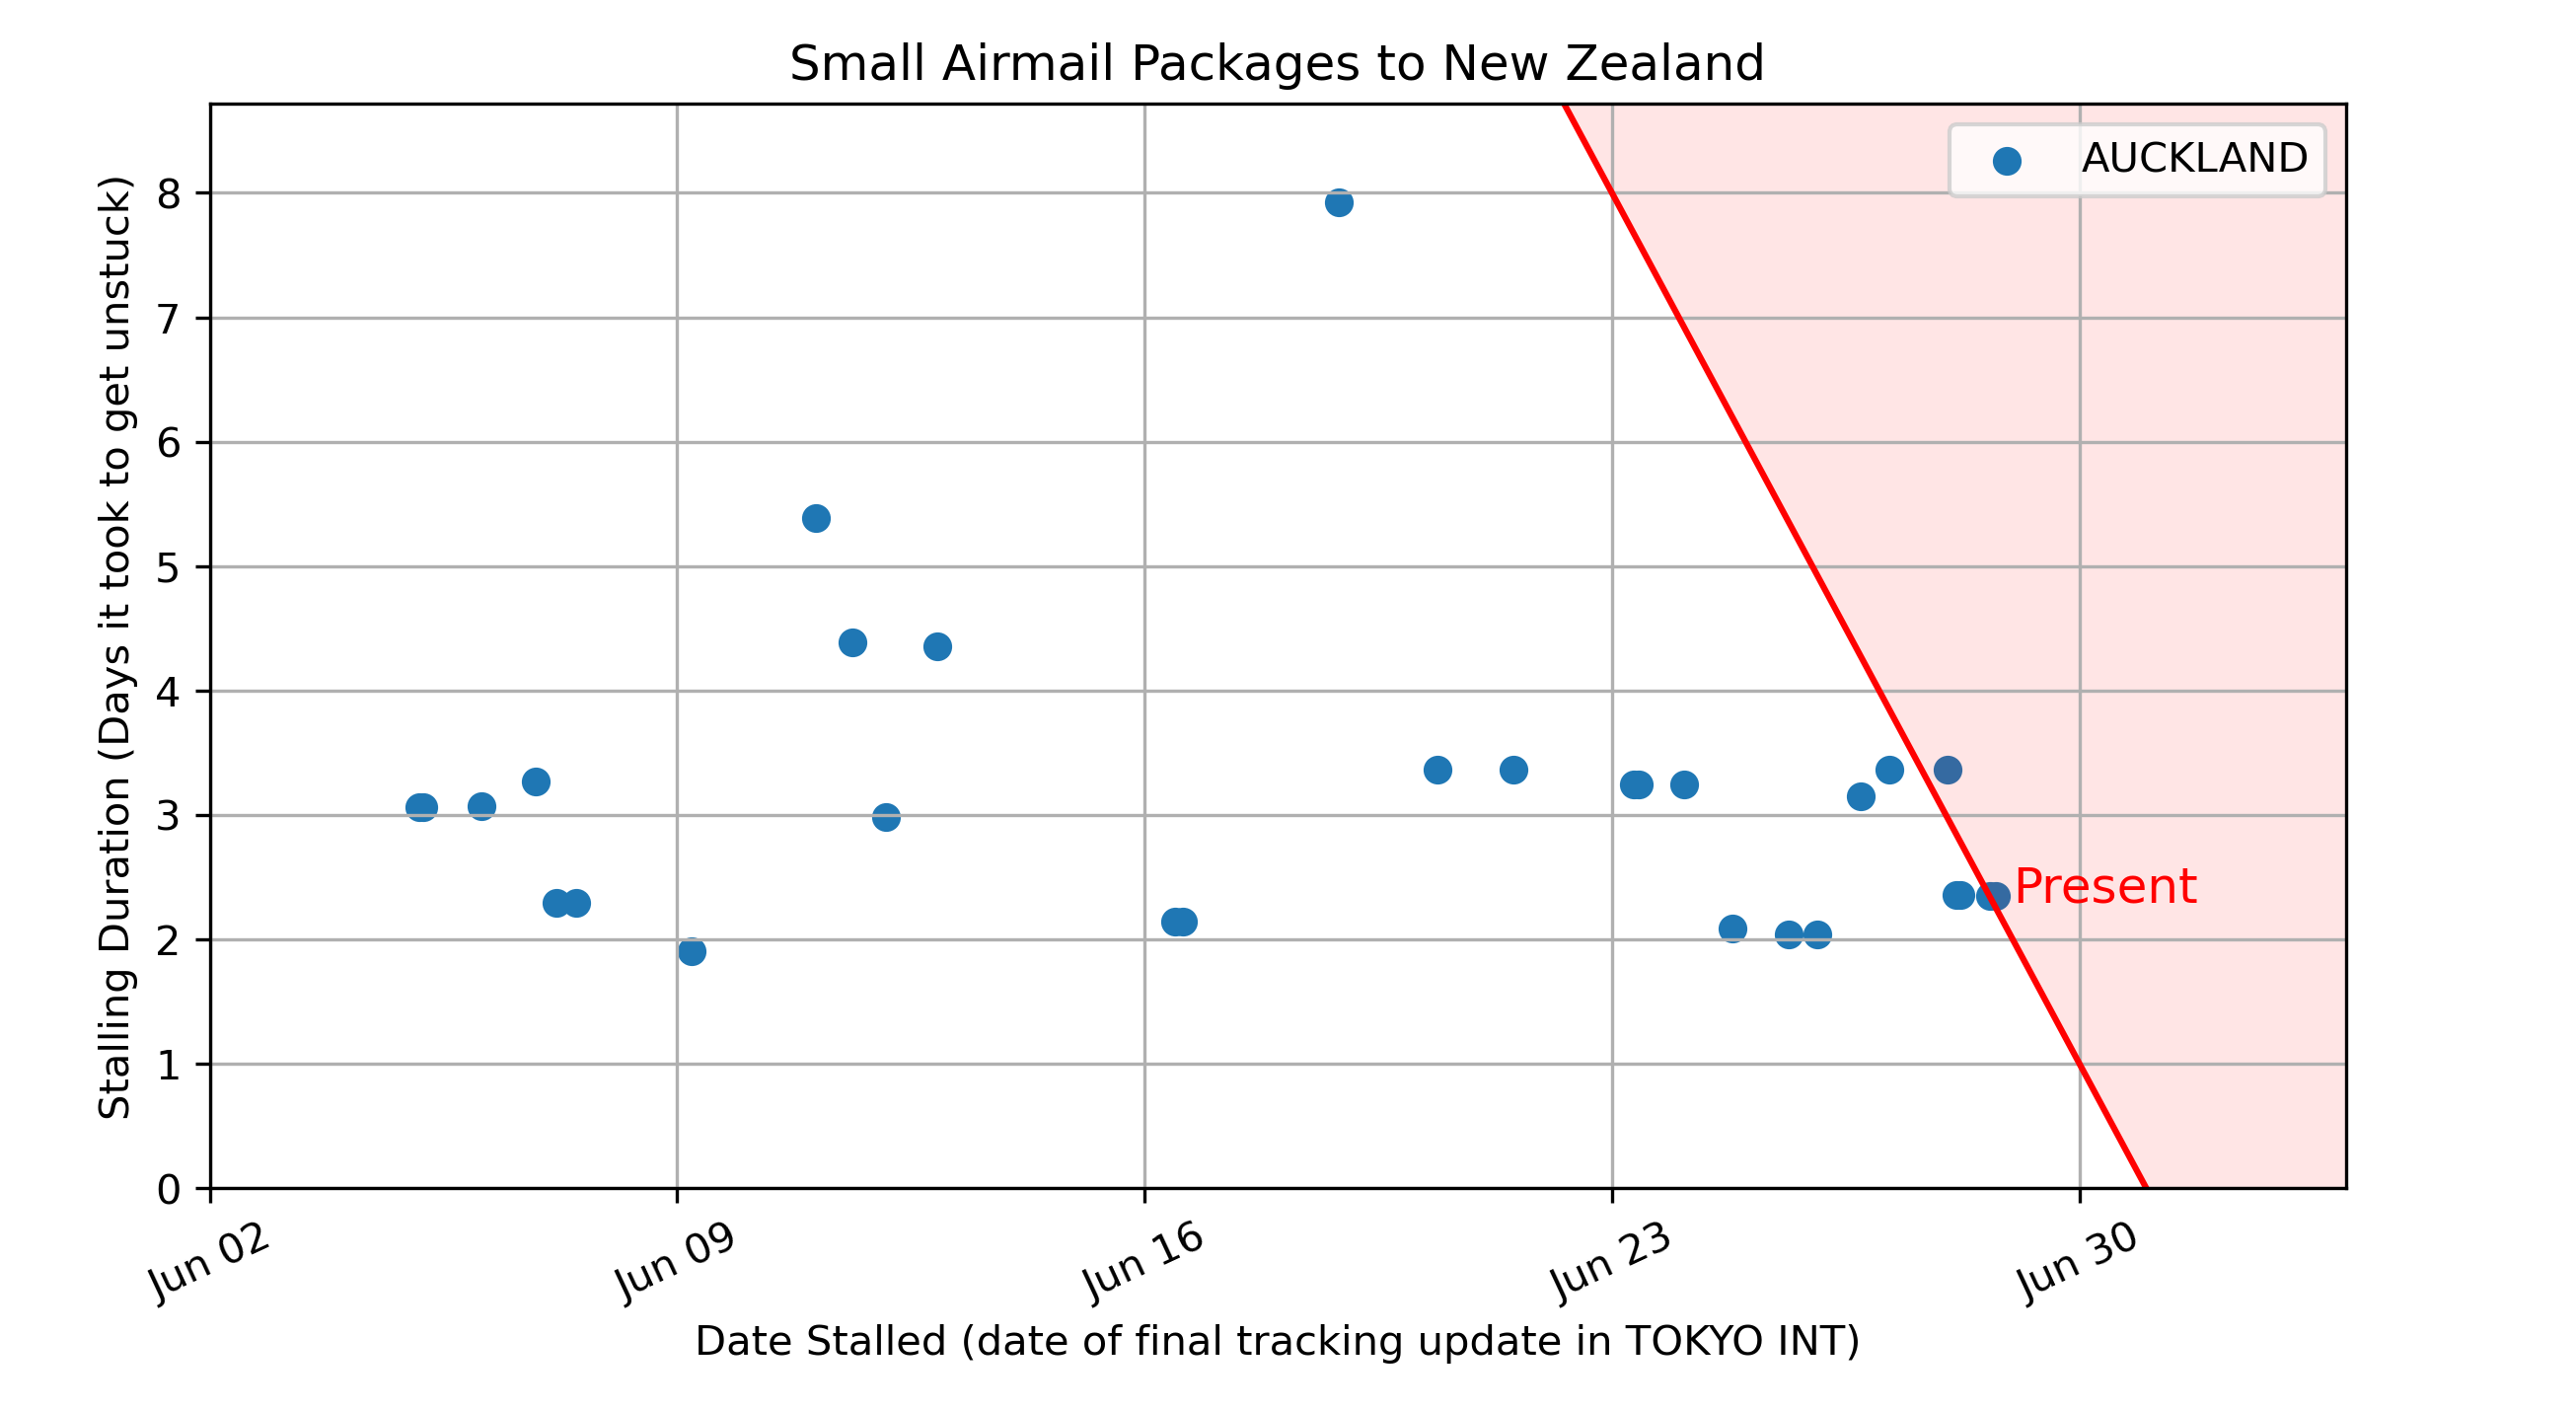 Small Airmail Packages to New Zealand
AUCKLAND
Stalling Duration (Days it took to get unstuck)
8
7
6
5
4
3
2
1
0
Present
Jun 02
Jun 09
Jun 16
Jun 23
Jun 30
Date Stalled (date of final tracking update in TOKYO INT)